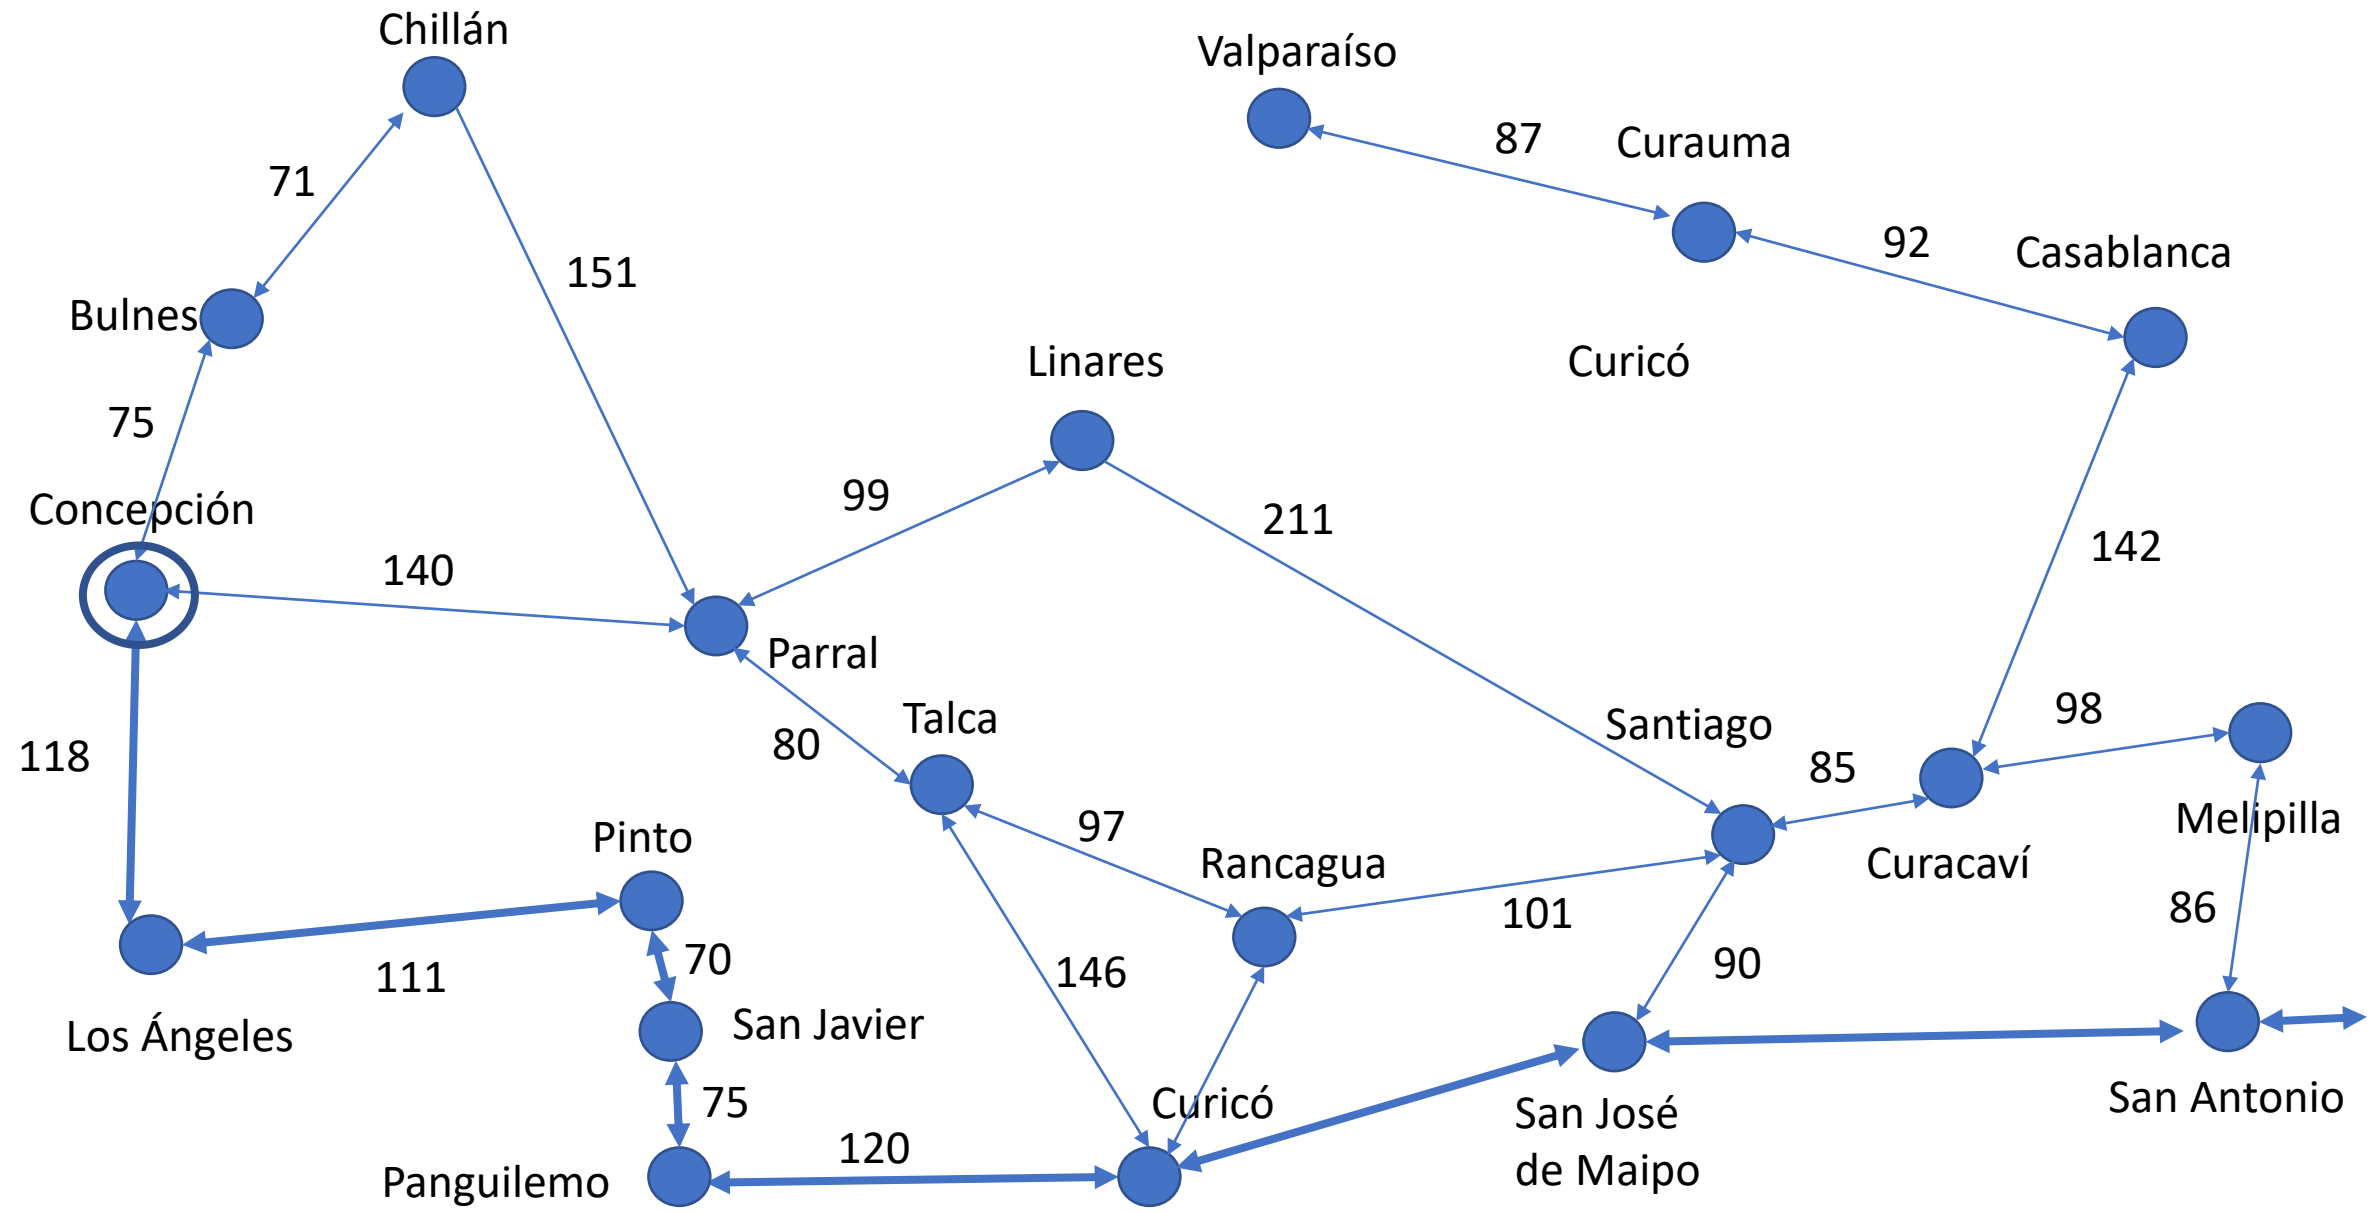 Chillán
Valparaíso
87
Curauma
71
92
Casablanca
151
Bulnes
Linares
Curicó
75
99
Concepción
211
142
140
Parral
98
Talca
Santiago
80
118
85
Melipilla
97
Pinto
Rancagua
Curacaví
101
86
70
90
111
146
San Javier
Los Ángeles
75
Curicó
San Antonio
San José
de Maipo
120
Panguilemo